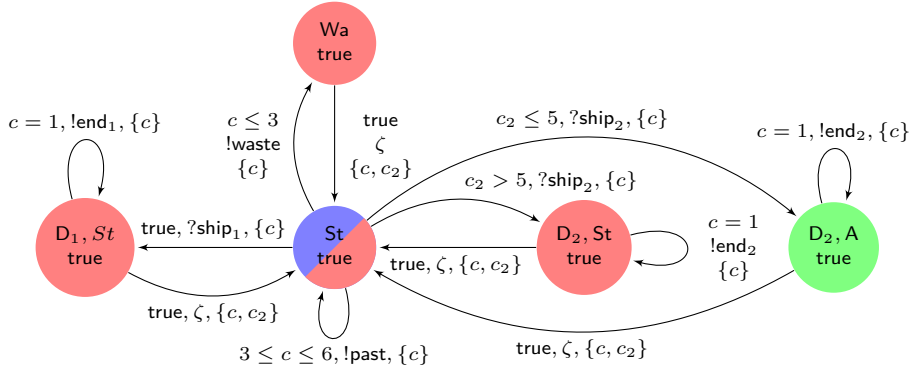 Wa
true
c ≤ 3
!waste
{c}
true
ζ
{c, c₂}
c = 1, !end₁, {c}
c₂ ≤ 5, ?ship₂, {c}
c = 1, !end₂, {c}
c₂ > 5, ?ship₂, {c}
D₁, St
true
true, ?ship₁, {c}
St
true
D₂, St
true
c = 1
!end₂
{c}
D₂, A
true
true, ζ, {c, c₂}
true, ζ, {c, c₂}
3 ≤ c ≤ 6, !past, {c}
true, ζ, {c, c₂}